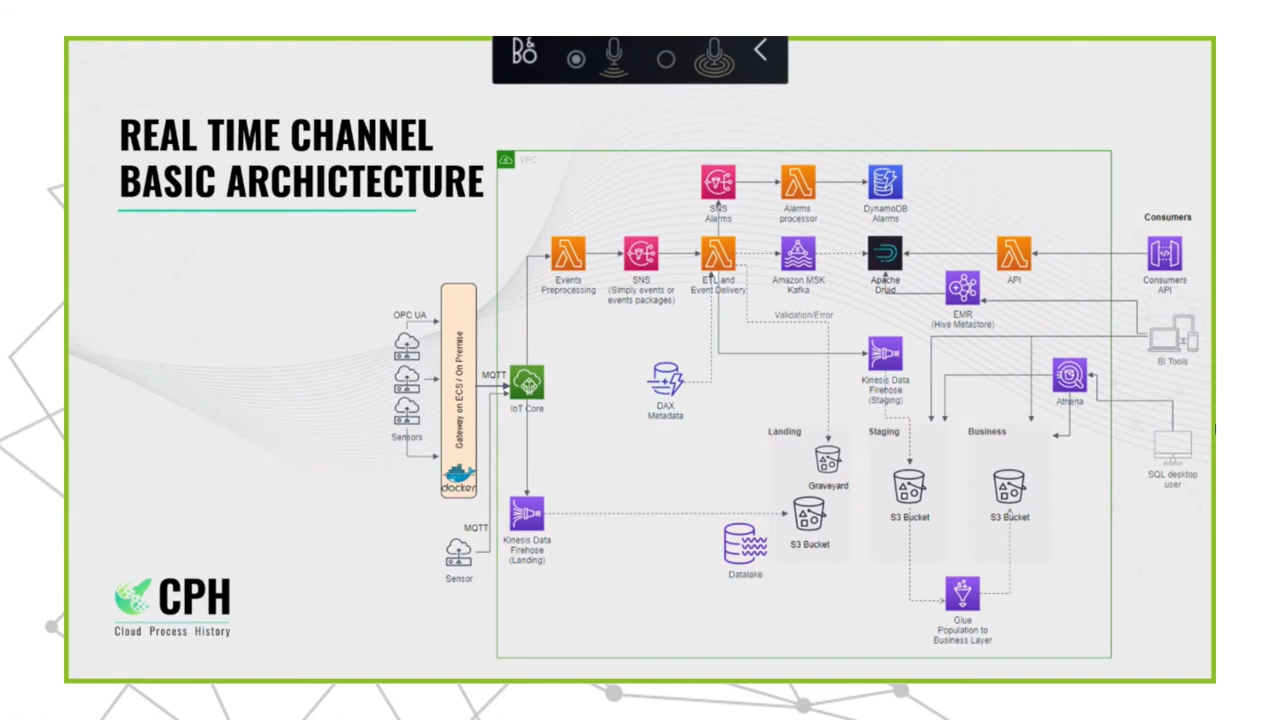 B&O
REAL TIME CHANNEL
BASIC ARCHICTECTURE
VPC
SNS
Alarms
Alarms
processor
DynamoDB
Alarms
Consumers
Events
Preprocessing
SNS
(Simply events or
events packages)
ETL and
Event Delivery
Amazon MSK
Kafka
Apache
Druid
API
Consumers
API
EMR
(Hive Metastore)
Validation/Error
OPC UA
Sensors
Gateway on ECS / On Premise
docker
MQTT
IoT Core
DAX
Metadata
Kinesis Data
Firehose
(Staging)
BI Tools
Athena
Landing
Staging
Business
Graveyard
S3 Bucket
S3 Bucket
S3 Bucket
SQL desktop
user
MQTT
Sensor
Kinesis Data
Firehose
(Landing)
Datalake
Glue
Population to
Business Layer
CPH
Cloud Process History